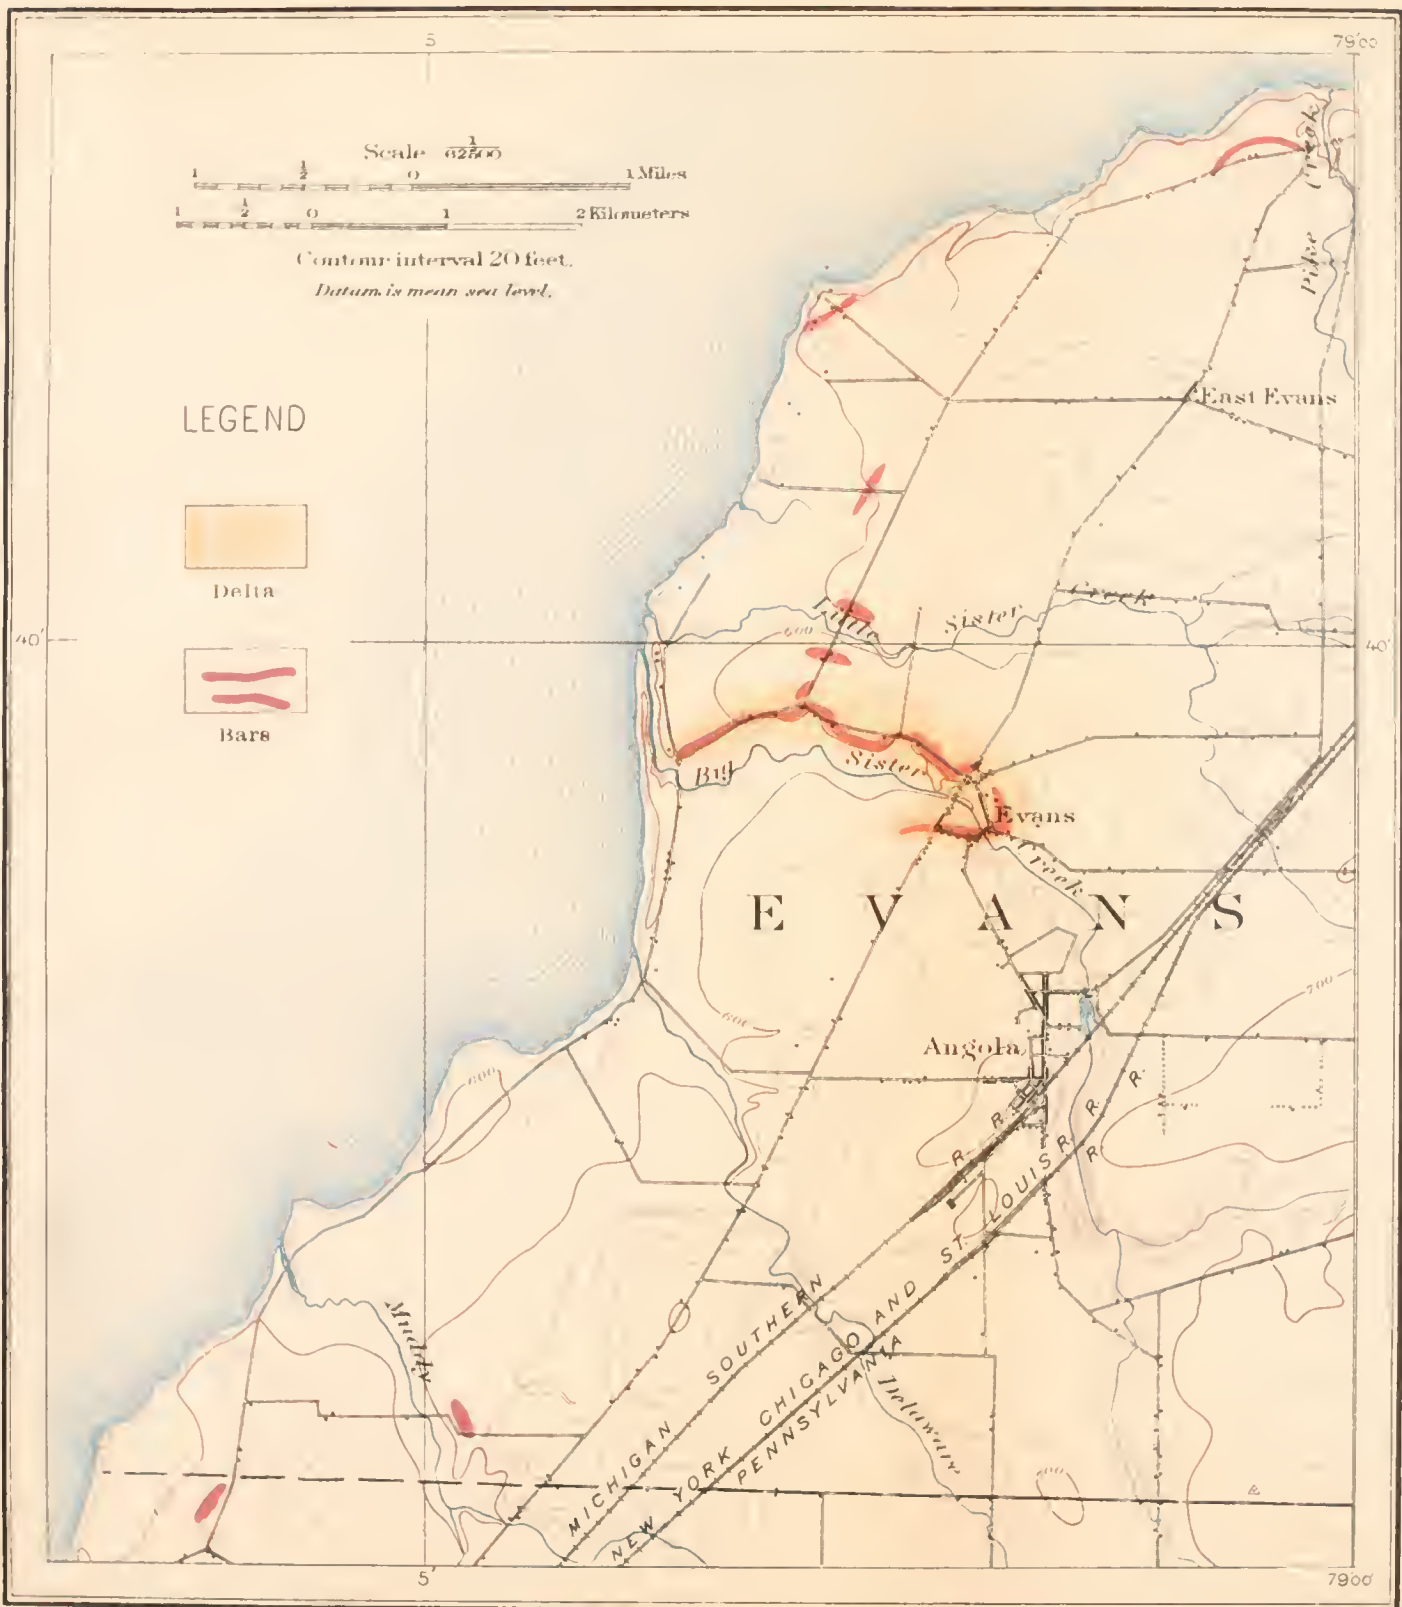 5
79°00
Scale 1/62500
1 ½ 0 1 Miles
1 ½ 0 1 2 Kilometers
Contour interval 20 feet.
Datum is mean sea level.
LEGEND
Delta
Bars
Pike Creek
East Evans
40'
40'
Little Sister Creek
600
Big Sister Creek
Evans
EVANS
700
600
Angola
600
R. R.
R. R.
R. R.
MICHIGAN SOUTHERN
NEW YORK CHICAGO AND ST. LOUIS
PENNSYLVANIA
Muddy
Delaware
700
5'
79°00'